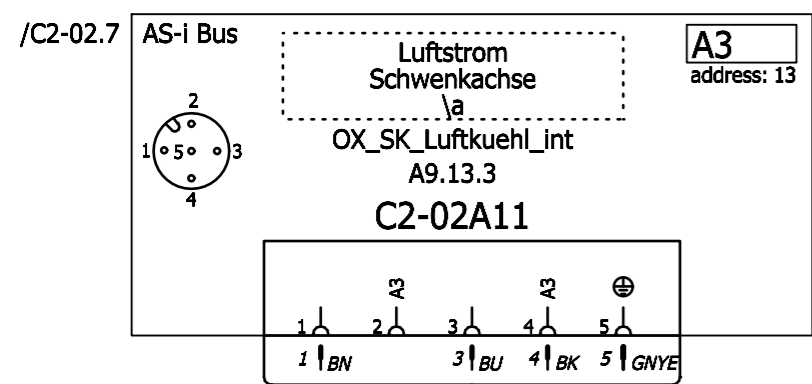 /C2-02.7
AS-i Bus
Luftstrom
Schwenkachse
\a
A3
address: 13
2
1 5 3
4
OX_SK_Luftkuehl_int
A9.13.3
C2-02A11
A3 A3
1 2 3 4 5
1 BN 3 BU 4 BK 5 GNYE